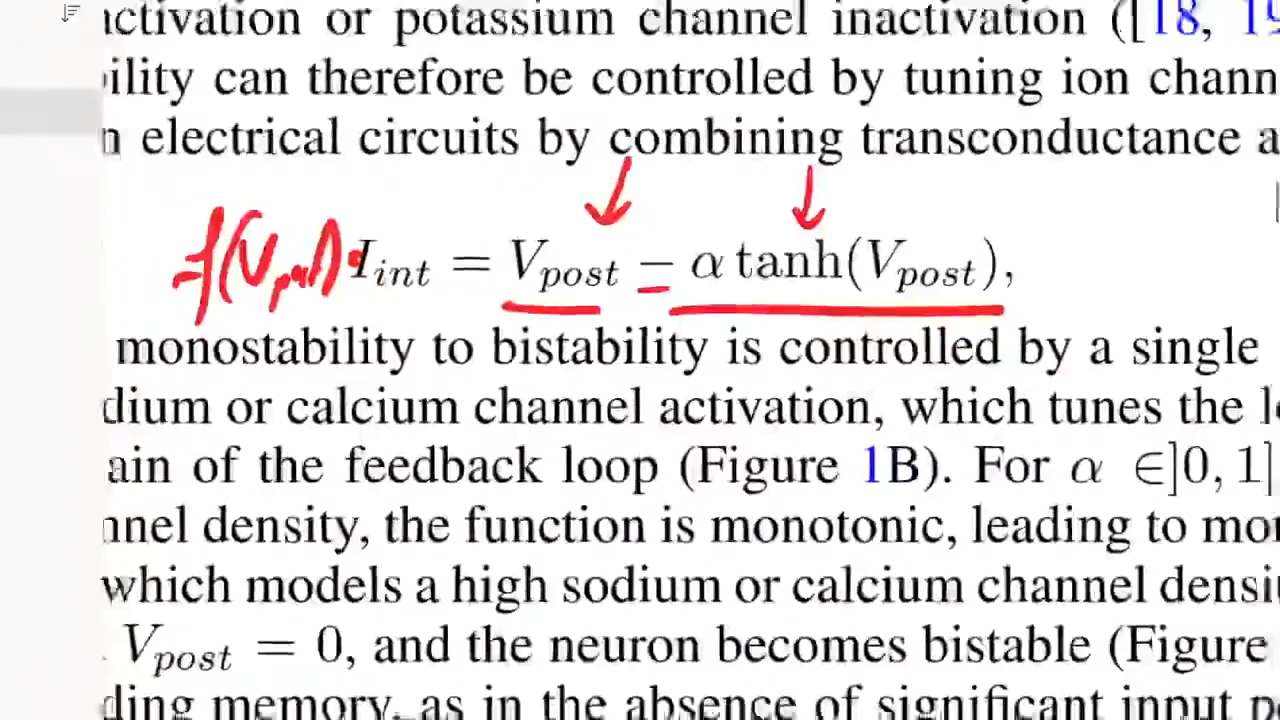 activation or potassium channel inactivation ([18, 19
ility can therefore be controlled by tuning ion chann
n electrical circuits by combining transconductance a
f(V_post) I_int = V_post − α tanh(V_post),
monostability to bistability is controlled by a single
dium or calcium channel activation, which tunes the l
ain of the feedback loop (Figure 1B). For α ∈]0, 1]
nnel density, the function is monotonic, leading to mo
which models a high sodium or calcium channel densi
V_post = 0, and the neuron becomes bistable (Figure
ding memory, as in the absence of significant input p